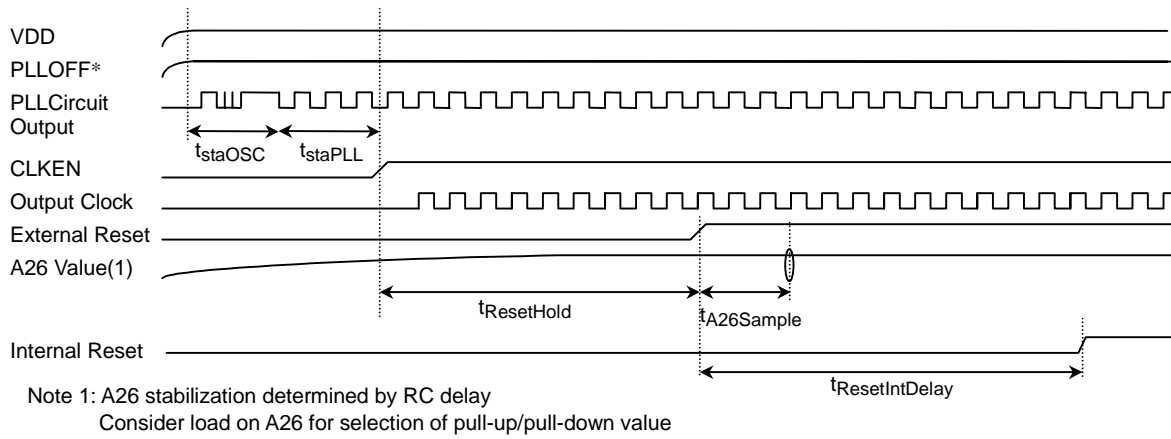 VDD
PLLOFF*
PLLCircuit
Output
tstaOSC
tstaPLL
CLKEN
Output Clock
External Reset
A26 Value(1)
tResetHold
tA26Sample
Internal Reset
tResetIntDelay
Note 1: A26 stabilization determined by RC delay
Consider load on A26 for selection of pull-up/pull-down value